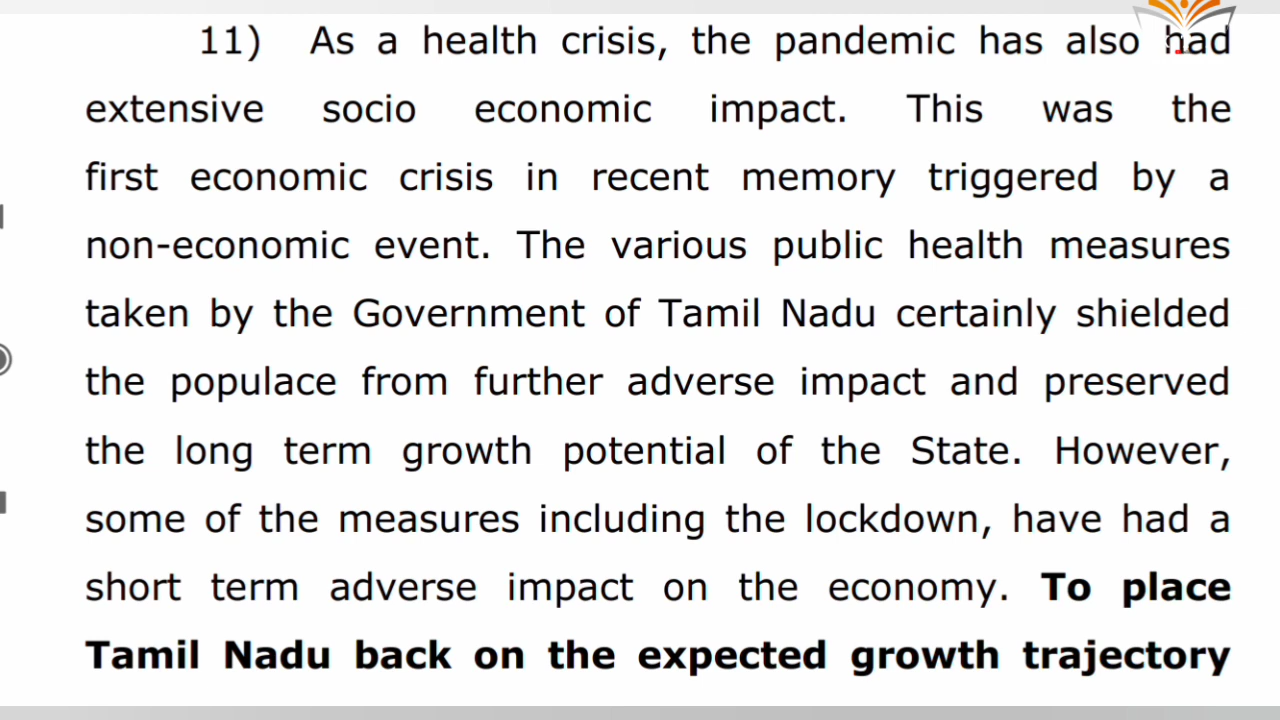 11) As a health crisis, the pandemic has also had
extensive socio economic impact. This was the
first economic crisis in recent memory triggered by a
non-economic event. The various public health measures
taken by the Government of Tamil Nadu certainly shielded
the populace from further adverse impact and preserved
the long term growth potential of the State. However,
some of the measures including the lockdown, have had a
short term adverse impact on the economy. To place
Tamil Nadu back on the expected growth trajectory